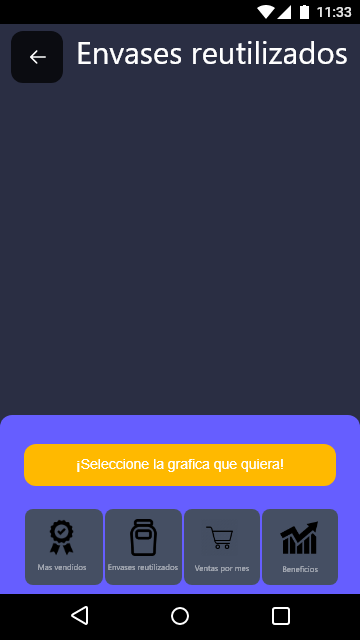 11:33
Envases reutilizados
¡Seleccione la grafica que quiera!
Mas vendidos
Envases reutilizados
Ventas por mes
Beneficios